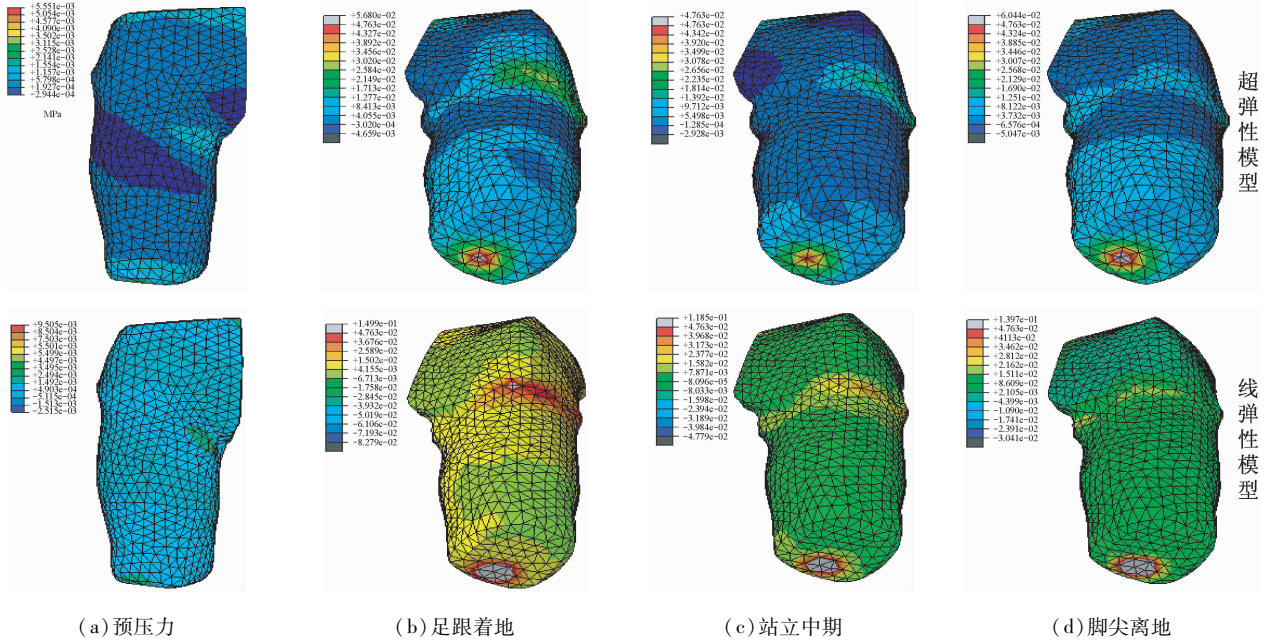 +5.551e−03
+5.054e−03
+4.577e−03
+4.090e−03
+3.502e−03
+3.115e−03
+2.528e−03
+2.141e−03
+1.554e−03
+1.157e−03
+5.798e−04
+1.927e−04
−2.944e−04
MPa
+5.680e−02
+4.763e−02
+4.327e−02
+3.892e−02
+3.456e−02
+3.020e−02
+2.584e−02
+2.149e−02
+1.713e−02
+1.277e−02
+8.413e−03
+4.055e−03
−3.020e−04
−4.659e−03
+4.763e−02
+4.763e−02
+4.342e−02
+3.920e−02
+3.499e−02
+3.078e−02
+2.656e−02
+2.235e−02
+1.814e−02
+1.392e−02
+9.712e−03
+5.498e−03
−1.285e−04
−2.928e−03
+6.044e−02
+4.763e−02
+4.324e−02
+3.885e−02
+3.446e−02
+3.007e−02
+2.568e−02
+2.129e−02
+1.690e−02
+1.251e−02
+8.122e−03
+3.732e−03
−6.576e−04
−5.047e−03
超弹性模型
+9.505e−03
+8.504e−03
+7.503e−03
+5.501e−03
+5.499e−03
+4.497e−03
+3.495e−03
+2.494e−03
+1.492e−03
+4.903e−04
−5.115e−04
−1.513e−03
−2.515e−03
+1.499e−01
+4.763e−02
+3.676e−02
+2.589e−02
+1.502e−02
+4.155e−03
−6.713e−03
−1.758e−02
−2.845e−02
−3.932e−02
−5.019e−02
−6.106e−02
−7.193e−02
−8.279e−02
+1.185e−01
+4.763e−02
+3.968e−02
+3.173e−02
+2.377e−02
+1.582e−02
+7.871e−03
−8.096e−05
−8.033e−03
−1.598e−02
−2.394e−02
−3.189e−02
−3.984e−02
−4.779e−02
+1.397e−01
+4.763e−02
+4113e−02
+3.462e−02
+2.812e−02
+2.162e−02
+1.511e−02
+8.609e−02
+2.105e−03
−4.399e−03
−1.090e−02
−1.741e−02
−2.391e−02
−3.041e−02
线弹性模型
(a)预压力
(b)足跟着地
(c)站立中期
(d)脚尖离地